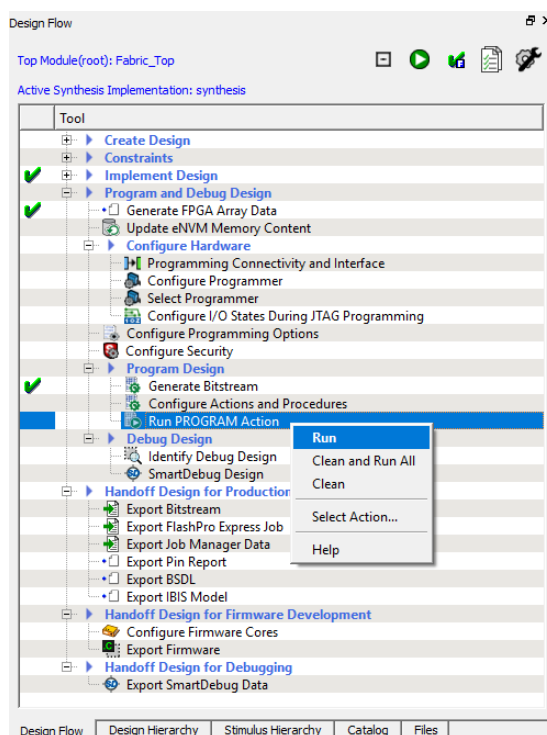 Design Flow
Top Module(root): Fabric_Top
Active Synthesis Implementation: synthesis
Tool
Create Design
Constraints
Implement Design
Program and Debug Design
Generate FPGA Array Data
Update eNVM Memory Content
Configure Hardware
Programming Connectivity and Interface
Configure Programmer
Select Programmer
Configure I/O States During JTAG Programming
Configure Programming Options
Configure Security
Program Design
Generate Bitstream
Configure Actions and Procedures
Run PROGRAM Action
Run
Clean and Run All
Clean
Select Action...
Help
Debug Design
Identify Debug Design
SmartDebug Design
Handoff Design for Production
Export Bitstream
Export FlashPro Express Job
Export Job Manager Data
Export Pin Report
Export BSDL
Export IBIS Model
Handoff Design for Firmware Development
Configure Firmware Cores
Export Firmware
Handoff Design for Debugging
Export SmartDebug Data
Design Flow Design Hierarchy Stimulus Hierarchy Catalog Files